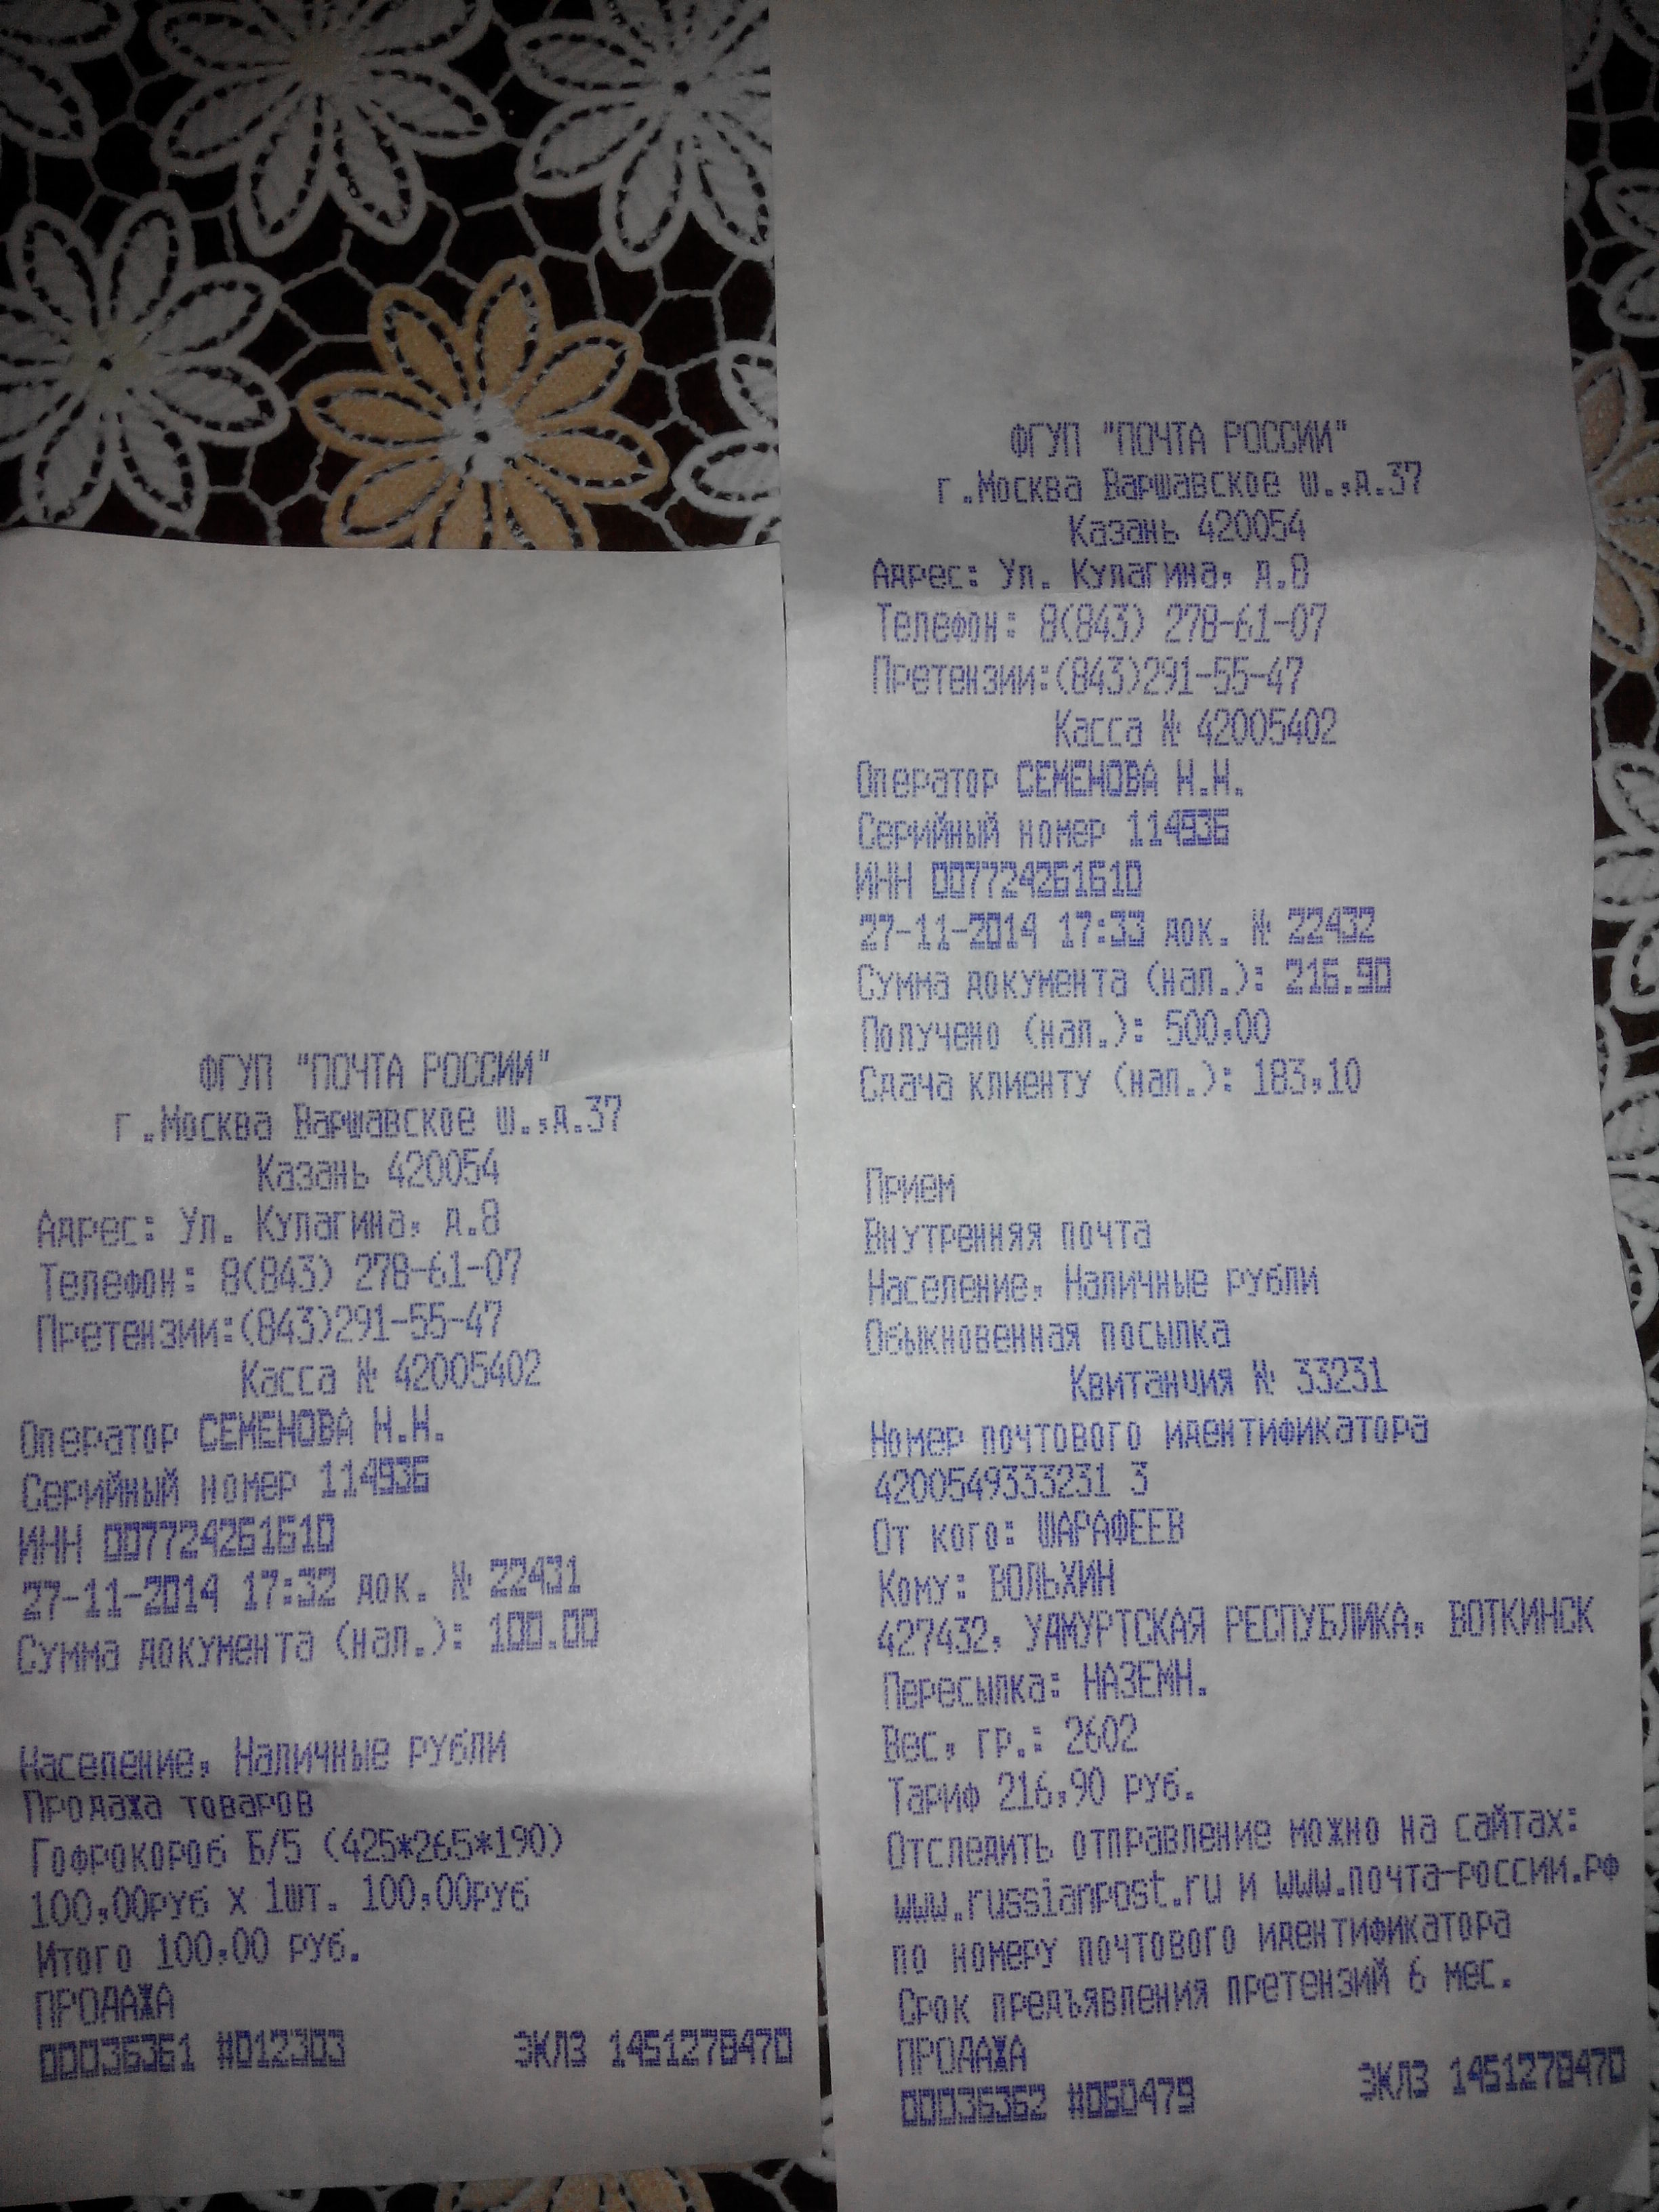 ФГУП "ПОЧТА РОССИИ"
г.Москва Варшавское ш.,д.37
Казань 420054
Адрес: Ул. Кулагина, д.8
Телефон: 8(843) 278-61-07
Претензии:(843)291-55-47
Касса № 42005402
Оператор СЕМЕНОВА Н.Н.
Серийный номер 114936
ИНН 007724261610
27-11-2014 17:32 док. № 22431
Сумма документа (нал.): 100.00
Население, Наличные рубли
Продажа товаров
Гофрокороб Б/5 (425*265*190)
100,00руб X 1шт. 100,00руб
Итого 100,00 руб.
ПРОДАЖА
00036361 #012303 ЭКЛЗ 1451278470
ФГУП "ПОЧТА РОССИИ"
г.Москва Варшавское ш.,д.37
Казань 420054
Адрес: Ул. Кулагина, д.8
Телефон: 8(843) 278-61-07
Претензии:(843)291-55-47
Касса № 42005402
Оператор СЕМЕНОВА Н.Н.
Серийный номер 114936
ИНН 007724261610
27-11-2014 17:33 док. № 22432
Сумма документа (нал.): 216.90
Получено (нал.): 500,00
Сдача клиенту (нал.): 183,10
Прием
Внутренняя почта
Население, Наличные рубли
Обыкновенная посылка
Квитанция № 33231
Номер почтового идентификатора
4200549333231 3
От кого: ШАРАФЕЕВ
Кому: ВОЛЬХИН
427432, УДМУРТСКАЯ РЕСПУБЛИКА, ВОТКИНСК
Пересылка: НАЗЕМН.
Вес, гр.: 2602
Тариф 216,90 руб.
Отследить отправление можно на сайтах:
www.russianpost.ru и www.почта-россии.рф
по номеру почтового идентификатора
Срок предъявления претензий 6 мес.
ПРОДАЖА
00036362 #060479 ЭКЛЗ 1451278470